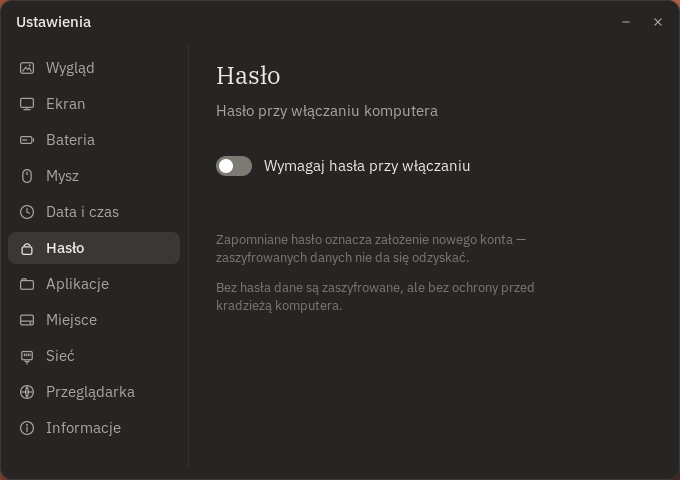 Ustawienia
Wygląd
Ekran
Bateria
Mysz
Data i czas
Hasło
Aplikacje
Miejsce
Sieć
Przeglądarka
Informacje
Hasło
Hasło przy włączaniu komputera
Wymagaj hasła przy włączaniu
Zapomniane hasło oznacza założenie nowego konta —
zaszyfrowanych danych nie da się odzyskać.
Bez hasła dane są zaszyfrowane, ale bez ochrony przed
kradzieżą komputera.